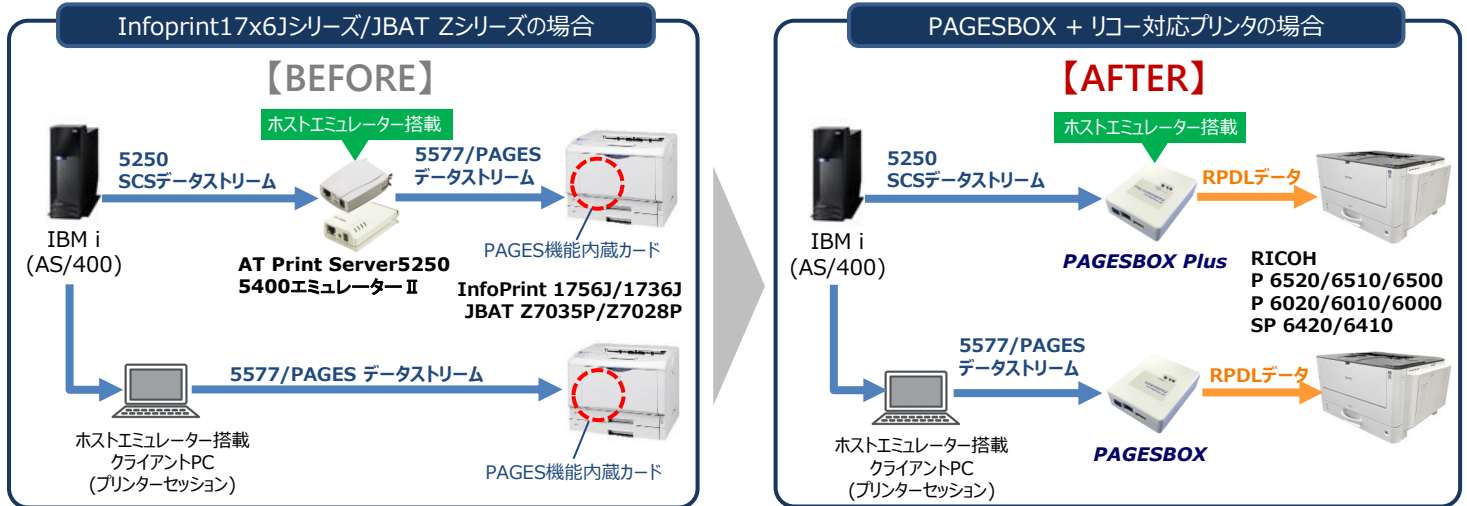 Infoprint17x6Jシリーズ/JBAT Zシリーズの場合
【BEFORE】
ホストエミュレーター搭載
5250
SCSデータストリーム
5577/PAGES
データストリーム
PAGES機能内蔵カード
IBM i
(AS/400)
AT Print Server5250
5400エミュレーターⅡ
InfoPrint 1756J/1736J
JBAT Z7035P/Z7028P
5577/PAGES データストリーム
PAGES機能内蔵カード
ホストエミュレーター搭載
クライアントPC
(プリンターセッション)
PAGESBOX + リコー対応プリンタの場合
【AFTER】
ホストエミュレーター搭載
5250
SCSデータストリーム
RPDLデータ
IBM i
(AS/400)
PAGESBOX Plus
RICOH
P 6520/6510/6500
P 6020/6010/6000
SP 6420/6410
5577/PAGES
データストリーム
RPDLデータ
PAGESBOX
ホストエミュレーター搭載
クライアントPC
(プリンターセッション)